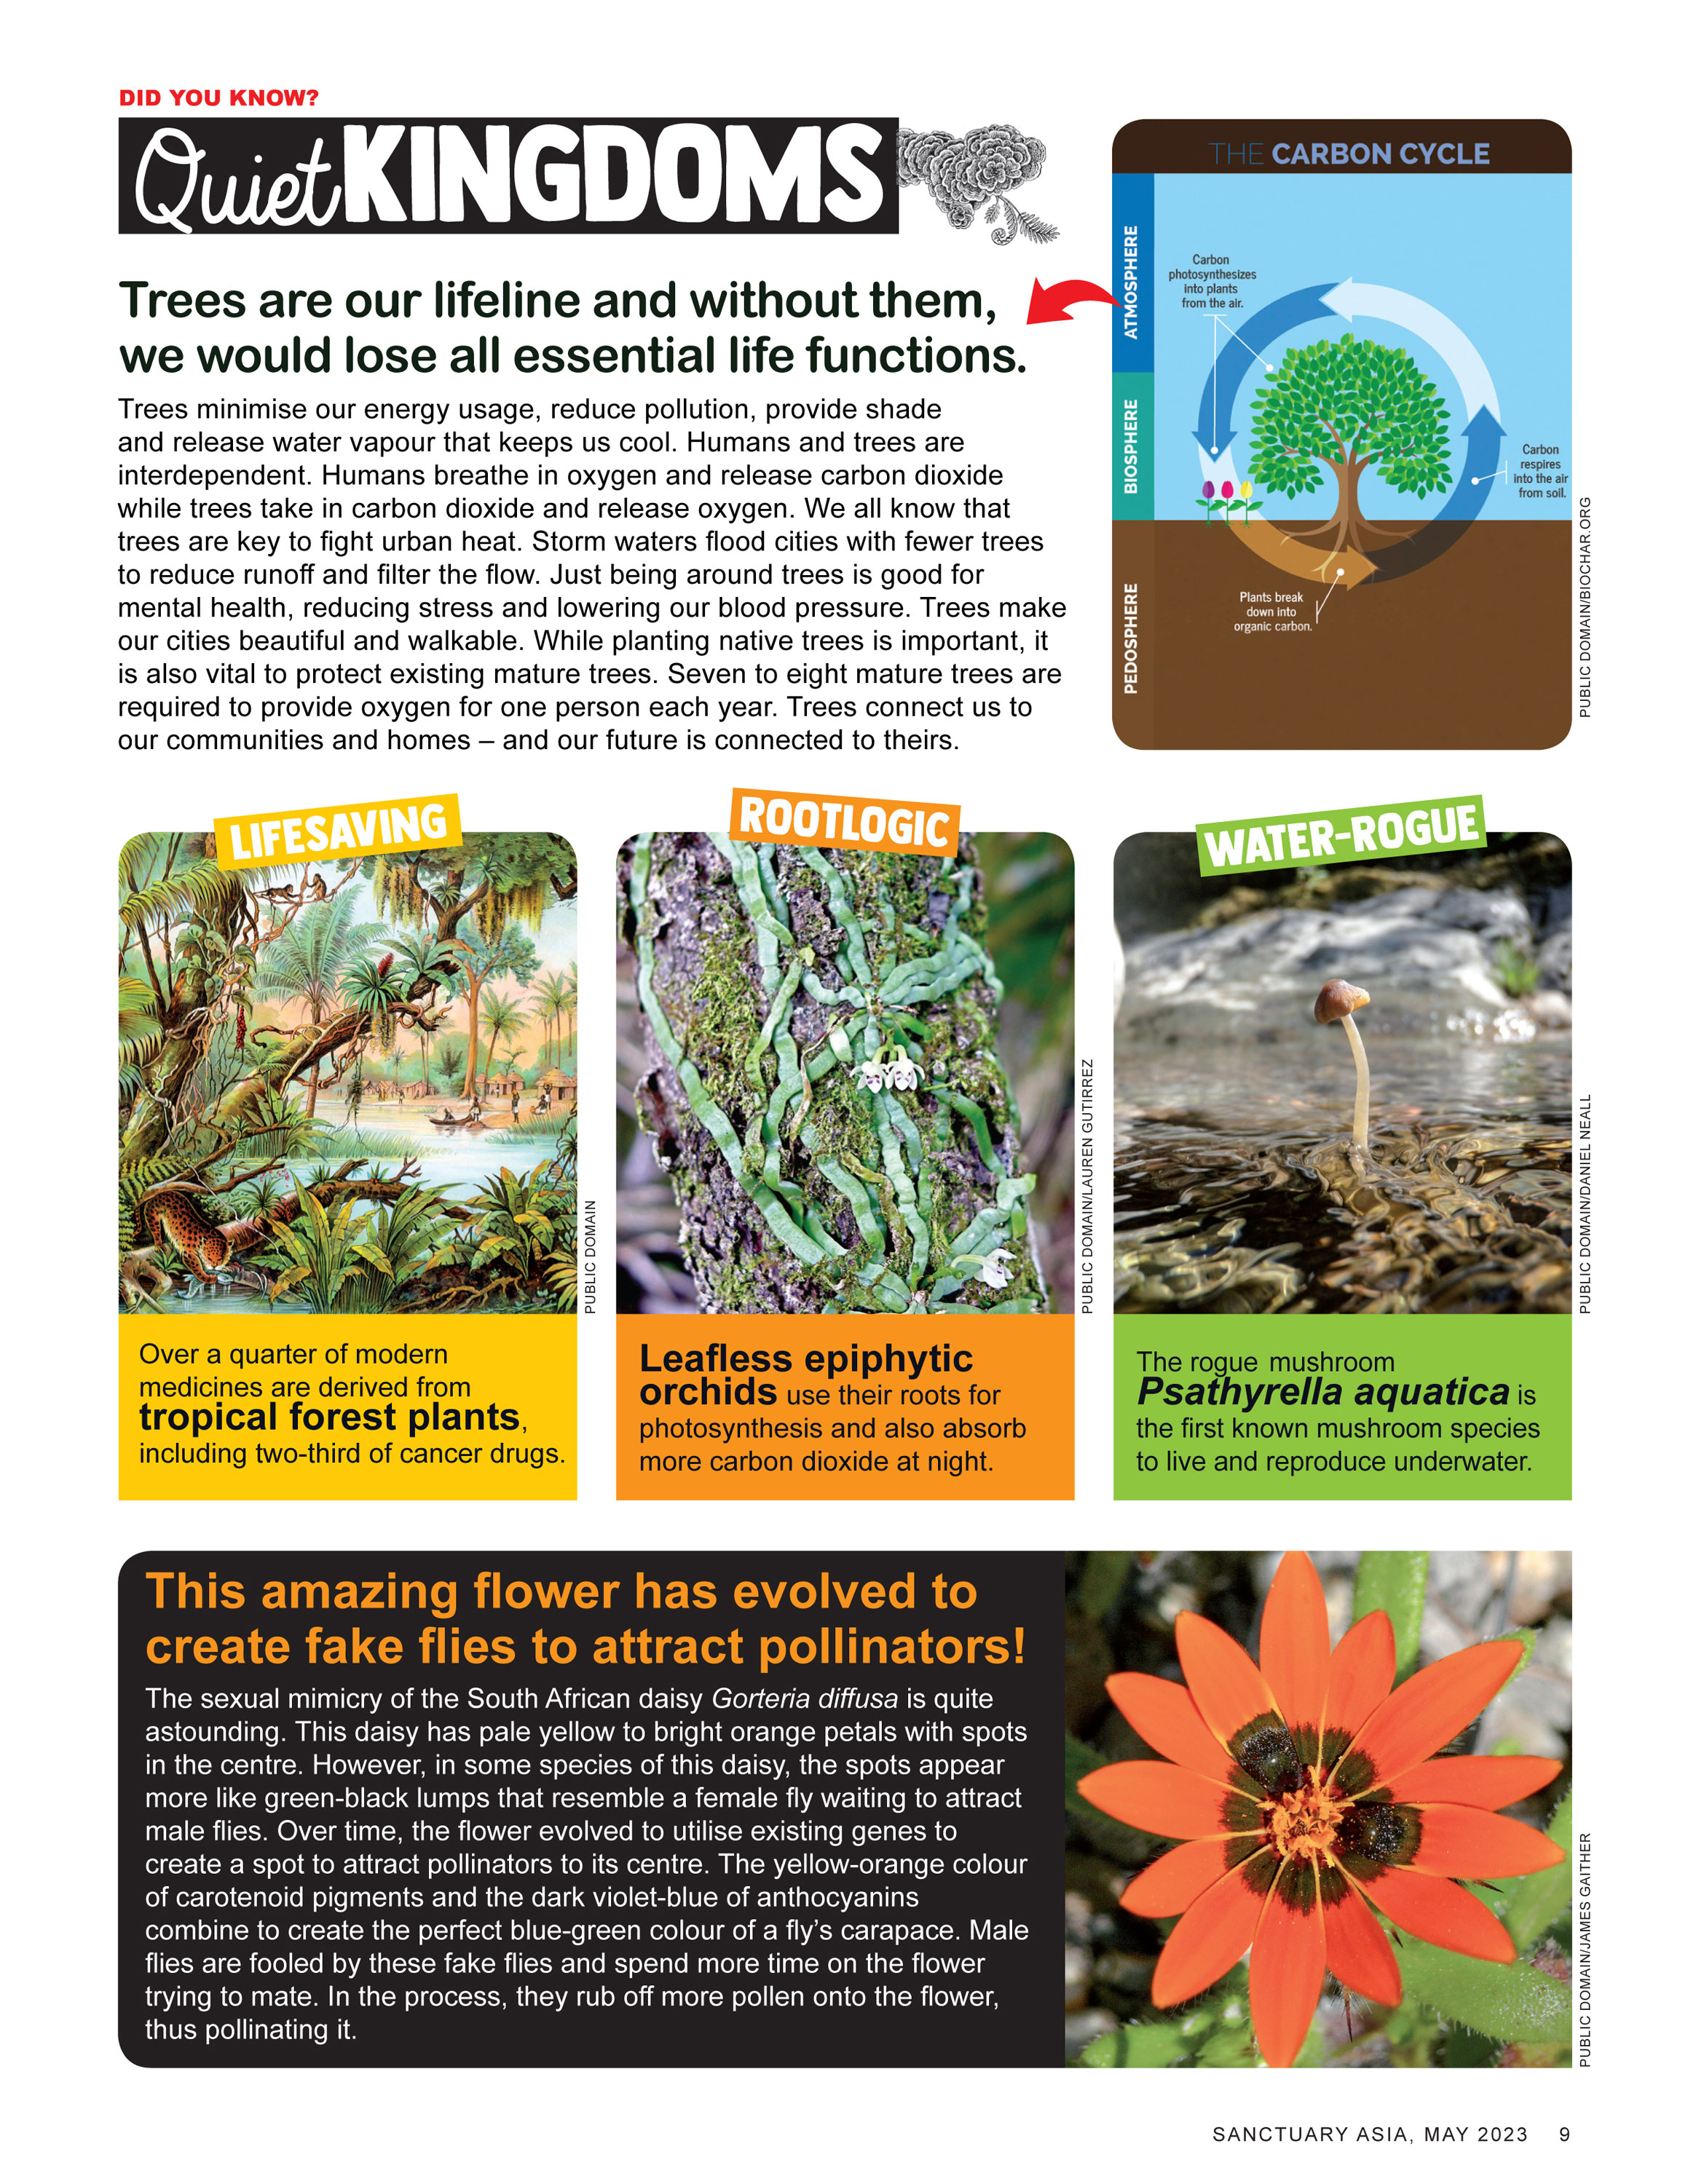 DID YOU KNOW?
Quiet KINGDOMS
Trees are our lifeline and without them,
we would lose all essential life functions.
Trees minimise our energy usage, reduce pollution, provide shade
and release water vapour that keeps us cool. Humans and trees are
interdependent. Humans breathe in oxygen and release carbon dioxide
while trees take in carbon dioxide and release oxygen. We all know that
trees are key to fight urban heat. Storm waters flood cities with fewer trees
to reduce runoff and filter the flow. Just being around trees is good for
mental health, reducing stress and lowering our blood pressure. Trees make
our cities beautiful and walkable. While planting native trees is important, it
is also vital to protect existing mature trees. Seven to eight mature trees are
required to provide oxygen for one person each year. Trees connect us to
our communities and homes – and our future is connected to theirs.
THE CARBON CYCLE
ATMOSPHERE
BIOSPHERE
PEDOSPHERE
Carbon
photosynthesizes
into plants
from the air.
Carbon
respires
into the air
from soil.
Plants break
down into
organic carbon.
PUBLIC DOMAIN/BIOCHAR.ORG
LIFESAVING
PUBLIC DOMAIN
Over a quarter of modern
medicines are derived from
tropical forest plants,
including two-third of cancer drugs.
ROOTLOGIC
PUBLIC DOMAIN/LAUREN GUTIRREZ
Leafless epiphytic
orchids use their roots for
photosynthesis and also absorb
more carbon dioxide at night.
WATER-ROGUE
PUBLIC DOMAIN/DANIEL NEALL
The rogue mushroom
Psathyrella aquatica is
the first known mushroom species
to live and reproduce underwater.
This amazing flower has evolved to
create fake flies to attract pollinators!
The sexual mimicry of the South African daisy Gorteria diffusa is quite
astounding. This daisy has pale yellow to bright orange petals with spots
in the centre. However, in some species of this daisy, the spots appear
more like green-black lumps that resemble a female fly waiting to attract
male flies. Over time, the flower evolved to utilise existing genes to
create a spot to attract pollinators to its centre. The yellow-orange colour
of carotenoid pigments and the dark violet-blue of anthocyanins
combine to create the perfect blue-green colour of a fly’s carapace. Male
flies are fooled by these fake flies and spend more time on the flower
trying to mate. In the process, they rub off more pollen onto the flower,
thus pollinating it.
PUBLIC DOMAIN/JAMES GAITHER
SANCTUARY ASIA, MAY 2023 9